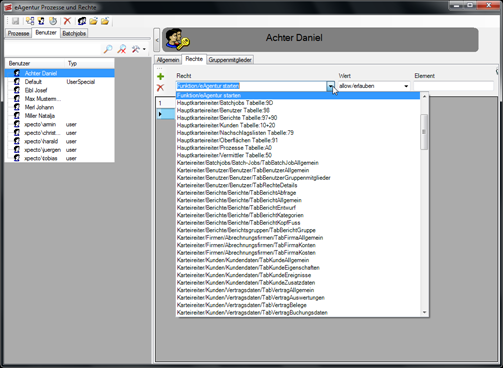 eAgentur Prozesse und Rechte
Prozesse Benutzer Batchjobs
Benutzer Typ
Achter Daniel
Default UserSpecial
Eibl Josef
Max Musterm...
Merl Johann
Miller Natalja
xpecto\armin user
xpecto\christ... user
xpecto\harald user
xpecto\juergen user
xpecto\tobias user
Achter Daniel
Allgemein Rechte Gruppenmitglieder
Recht Wert Element
Funktion/eAgentur starten allow/erlauben
1
Funktion/eAgentur starten
Hauptkarteireiter/Batchjobs Tabelle:9D
Hauptkarteireiter/Benutzer Tabelle:98
Hauptkarteireiter/Berichte Tabelle:97+90
Hauptkarteireiter/Kunden Tabelle:10+20
Hauptkarteireiter/Nachschlagslisten Tabelle:79
Hauptkarteireiter/Oberflächen Tabelle:91
Hauptkarteireiter/Prozesse Tabelle:A0
Hauptkarteireiter/Vermittler Tabelle:50
Karteireiter/Batchjobs/Batch-Jobs/TabBatchJobAllgemein
Karteireiter/Benutzer/Benutzer/TabBenutzerAllgemein
Karteireiter/Benutzer/Benutzer/TabBenutzerGruppenmitglieder
Karteireiter/Benutzer/Benutzer/TabRechteDetails
Karteireiter/Berichte/Berichte/TabBerichtAbfrage
Karteireiter/Berichte/Berichte/TabBerichtAllgemein
Karteireiter/Berichte/Berichte/TabBerichtEntwurf
Karteireiter/Berichte/Berichte/TabBerichtKategorien
Karteireiter/Berichte/Berichte/TabBerichtKopfFuss
Karteireiter/Berichte/Berichtsgruppen/TabBerichtGruppe
Karteireiter/Firmen/Abrechnungsfirmen/TabFirmaAllgemein
Karteireiter/Firmen/Abrechnungsfirmen/TabFirmaKonten
Karteireiter/Firmen/Abrechnungsfirmen/TabFirmaKosten
Karteireiter/Kunden/Kundendaten/TabKundeAllgemein
Karteireiter/Kunden/Kundendaten/TabKundeEigenschaften
Karteireiter/Kunden/Kundendaten/TabKundeEreignisse
Karteireiter/Kunden/Kundendaten/TabKundeZusatzdaten
Karteireiter/Kunden/Vertragsdaten/TabVertragAllgemein
Karteireiter/Kunden/Vertragsdaten/TabVertragAuswertungen
Karteireiter/Kunden/Vertragsdaten/TabVertragBelege
Karteireiter/Kunden/Vertragsdaten/TabVertragBuchungsdaten